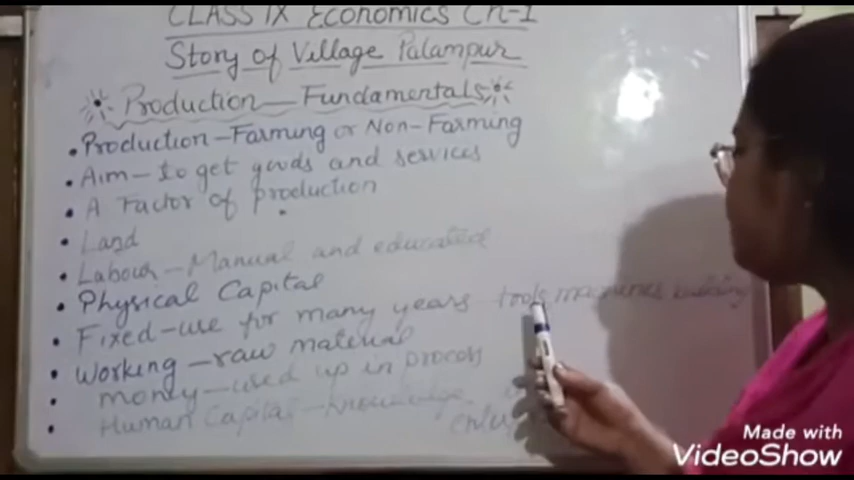 CLASS IX Economics Ch-1
Story of Village Palampur
Production Fundamentals
• Production - Farming or Non-Farming
• Aim - to get goods and services
• A Factor of production
• Land
• Labour - Manual and educated
• Physical Capital
• Fixed - use for many years tools machines building
• Working - raw material
• money - used up in process
• Human Capital - knowledge
Made with
VideoShow